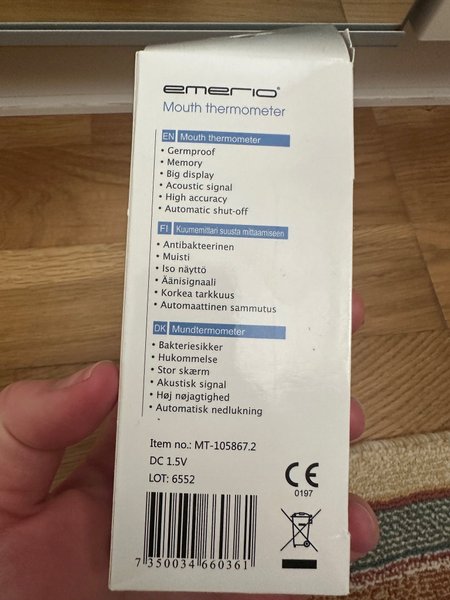 emerio®
Mouth thermometer
EN Mouth thermometer
• Germproof
• Memory
• Big display
• Acoustic signal
• High accuracy
• Automatic shut-off
FI Kuumemittari suusta mittaamiseen
• Antibakteerinen
• Muisti
• Iso näyttö
• Äänisignaali
• Korkea tarkkuus
• Automaattinen sammutus
DK Mundtermometer
• Bakteriesikker
• Hukommelse
• Stor skærm
• Akustisk signal
• Høj nøjagtighed
• Automatisk nedlukning
Item no.: MT-105867.2
DC 1.5V
LOT: 6552
CE
0197
7 350034 660361